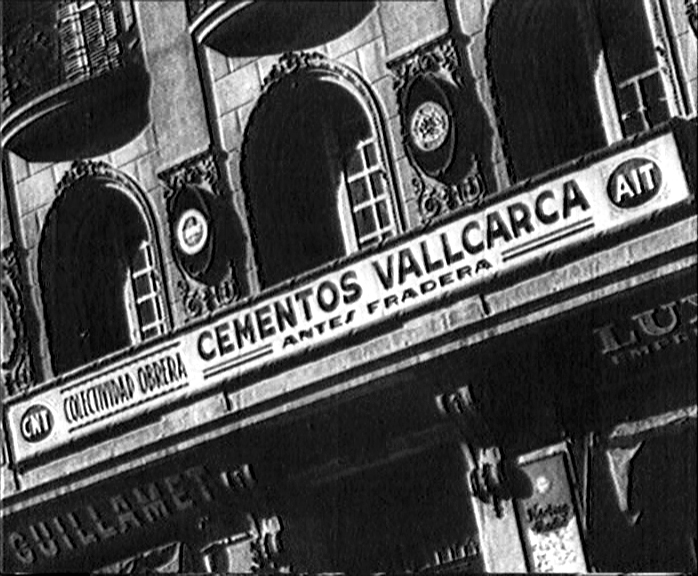 CNT COLECTIVIDAD OBRERA CEMENTOS VALLCARCA AIT
ANTES FRADERA
GUILLAMET